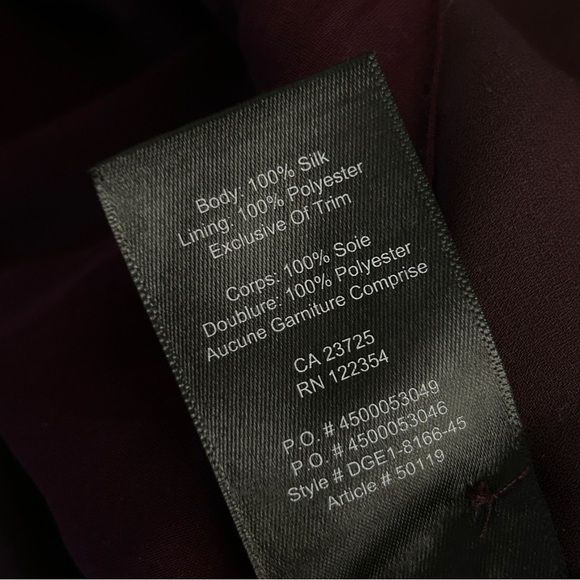 Body: 100% Silk
Lining: 100% Polyester
Exclusive Of Trim
Corps: 100% Soie
Doublure: 100% Polyester
Aucune Garniture Comprise
CA 23725
RN 122354
P.O. # 4500053049
P.O. # 4500053046
Style # DGE1-8166-45
Article # 50119